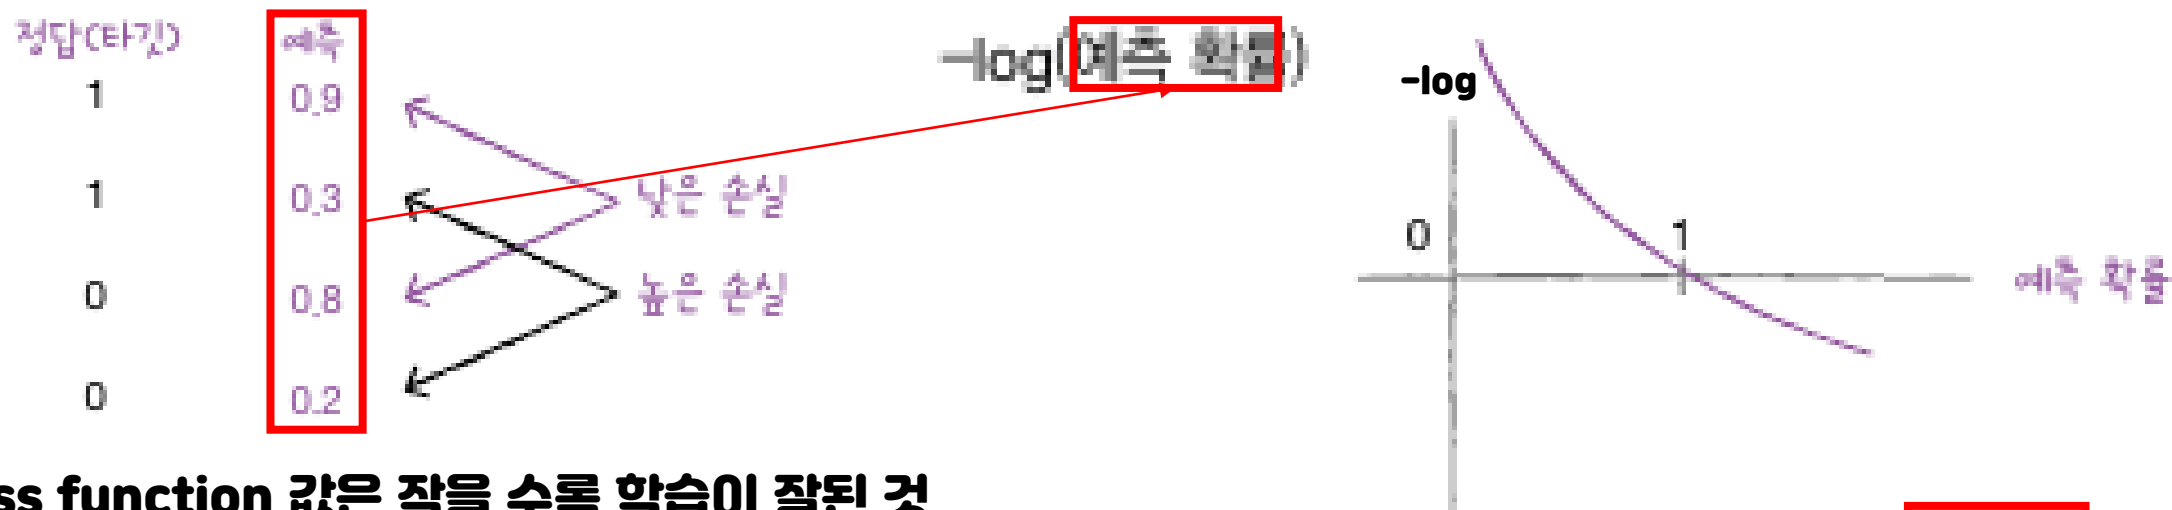 정답(타깃) 예측
1 0.9
1 0.3
0 0.8
0 0.2
낮은 손실
높은 손실
-log(예측 확률)
-log
0 1
예측 확률
ss function 값은 작을 수록 학습이 잘된 것